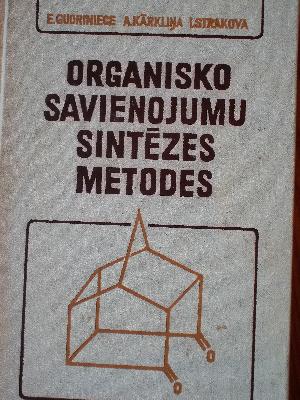 E.GUDRINIECE A.KĀRKLIŅA I.STRAKOVA
ORGANISKO
SAVIENOJUMU
SINTĒZES
METODES
O
O